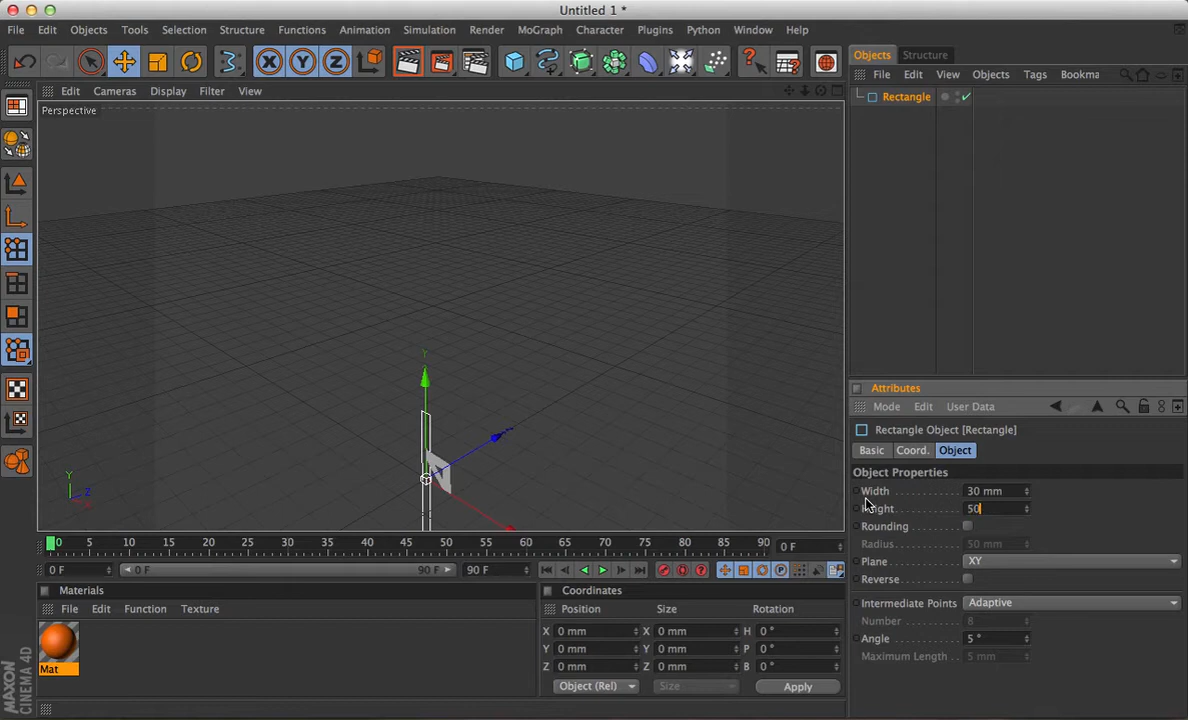 Untitled 1 *
File Edit Objects Tools Selection Structure Functions Animation Simulation Render MoGraph Character Plugins Python Window Help
X Y Z
Objects Structure
File Edit View Objects Tags Bookma
Rectangle
Edit Cameras Display Filter View
Perspective
Y
Y
Z
X
Attributes
Mode Edit User Data
Rectangle Object [Rectangle]
Basic Coord. Object
Object Properties
Width 30 mm
Height 50
Rounding
Radius 50 mm
Plane XY
Reverse
Intermediate Points Adaptive
Number 8
Angle 5 °
Maximum Length 5 mm
0 5 10 15 20 25 30 35 40 45 50 55 60 65 70 75 80 85 90 0 F
0 F 0 F 90 F 90 F
P
Materials
File Edit Function Texture
Mat
Coordinates
Position Size Rotation
X 0 mm X 0 mm H 0 °
Y 0 mm Y 0 mm P 0 °
Z 0 mm Z 0 mm B 0 °
Object (Rel) Size Apply
MAXON
CINEMA 4D